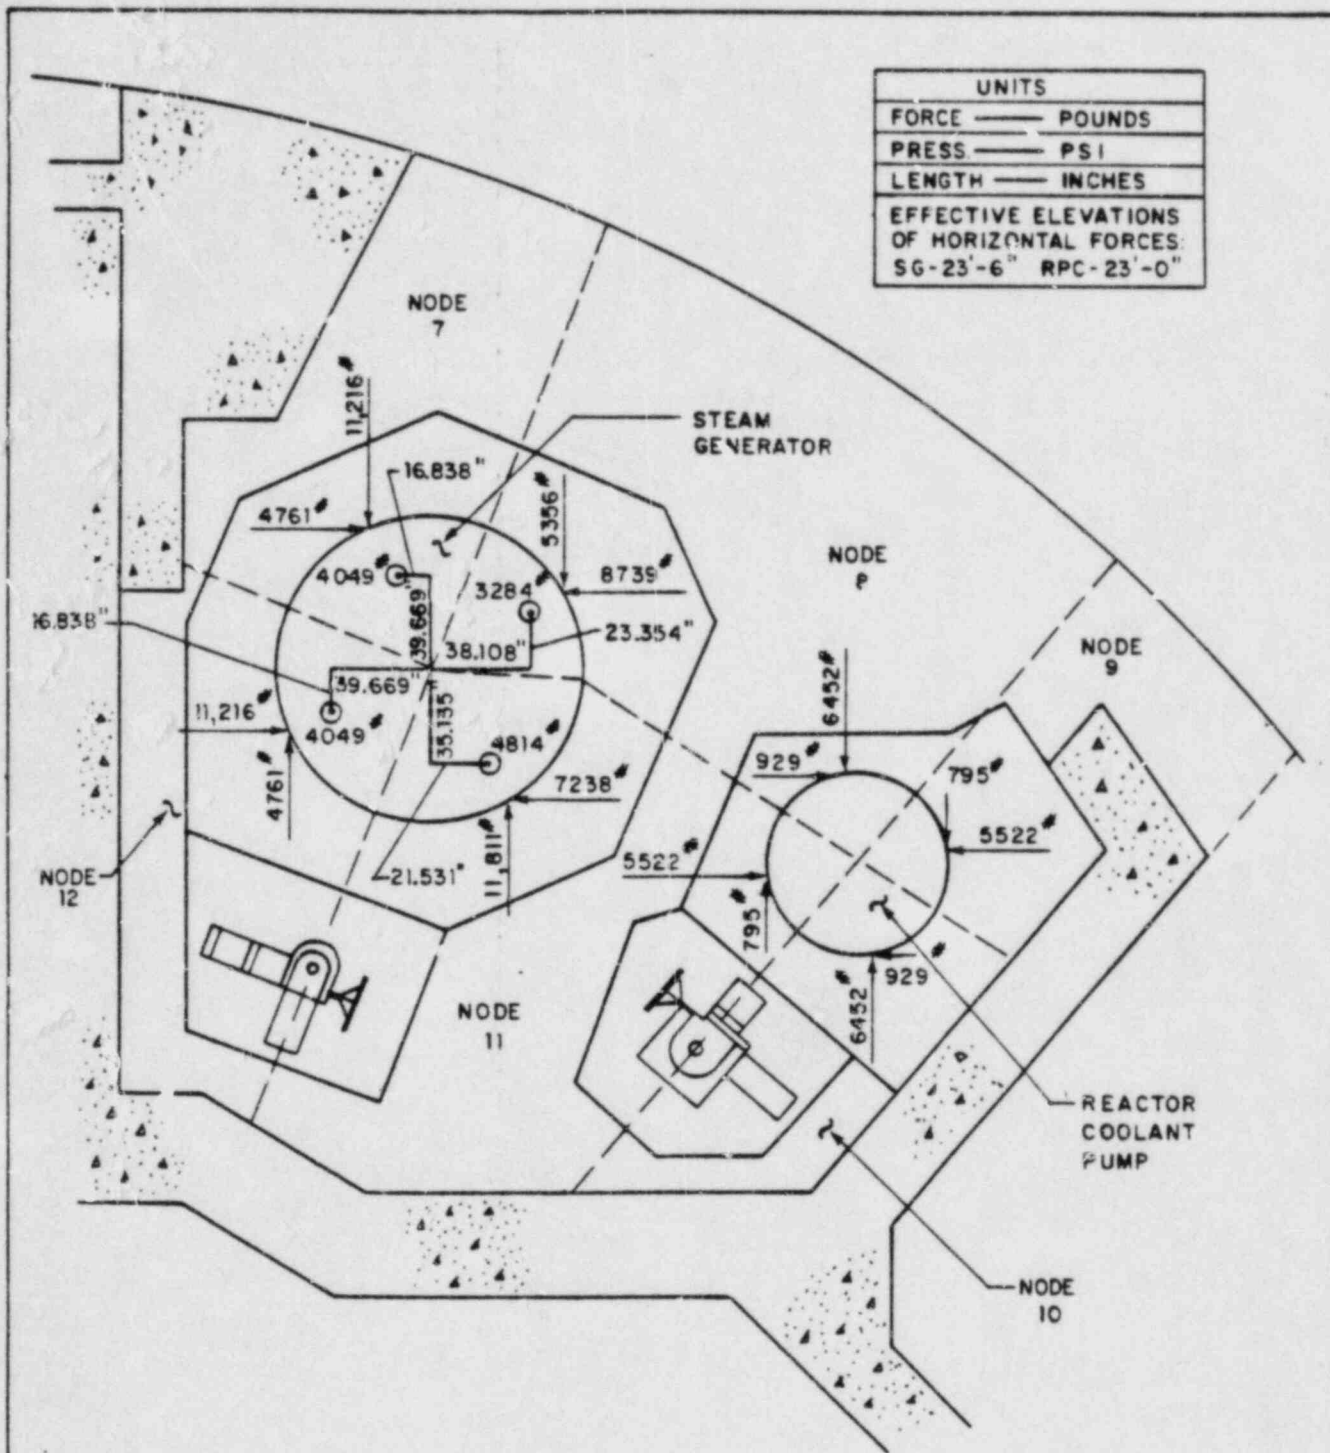 UNITS
FORCE —— POUNDS
PRESS. —— PSI
LENGTH —— INCHES
EFFECTIVE ELEVATIONS
OF HORIZONTAL FORCES:
SG-23'-6" RPC-23'-0"
NODE
7
11,216#
STEAM
GENERATOR
16.838"
4761#
5356#
NODE
8739#
4049#
3284#
16.838"
39.669"
23.354"
38.108"
NODE
9
39.669"
6452#
11,216#
35.135"
4049#
4814#
929#
795#
4761#
7238#
5522#
5522#
11,811#
21.531"
NODE
12
795#
929#
6452#
NODE
11
REACTOR
COOLANT
PUMP
NODE
10